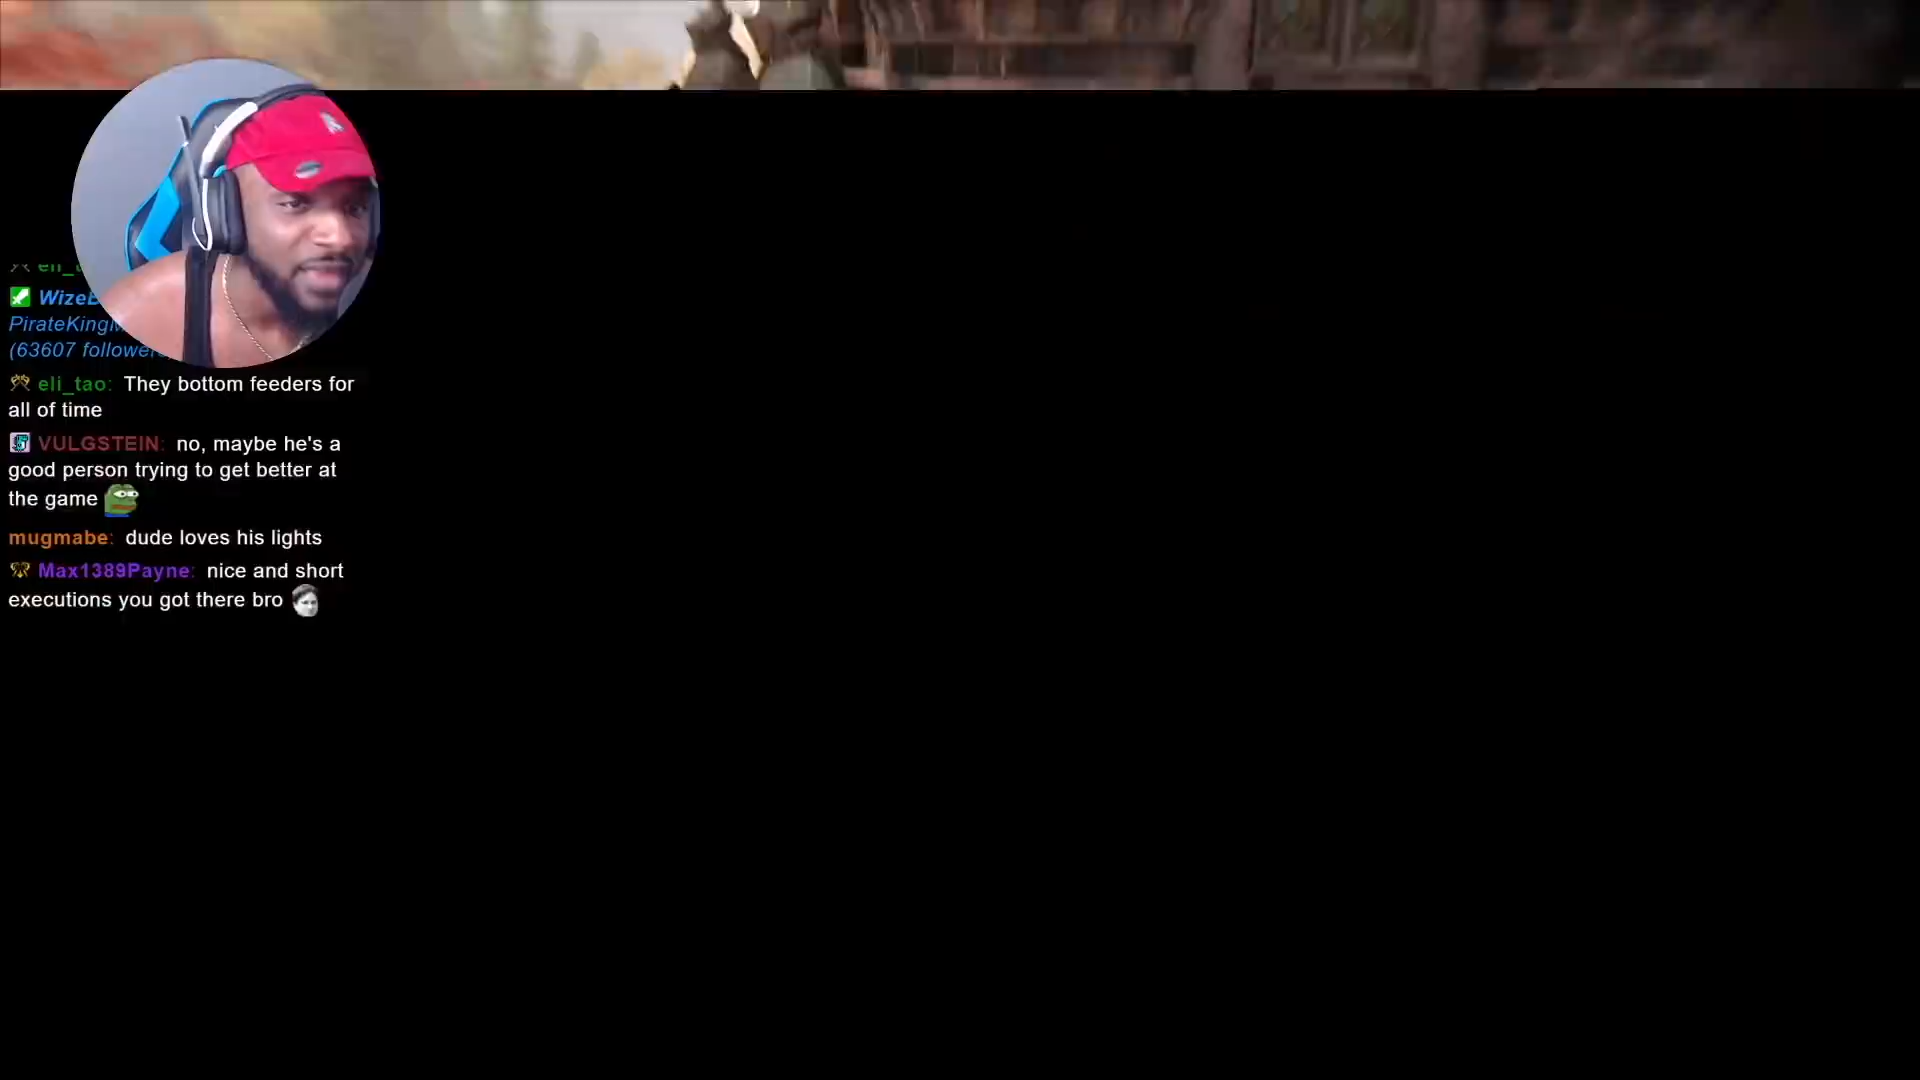 WizeB
PirateKing
(63607 follower
eli_tao: They bottom feeders for
all of time
VULGSTEIN: no, maybe he's a
good person trying to get better at
the game
mugmabe: dude loves his lights
Max1389Payne: nice and short
executions you got there bro